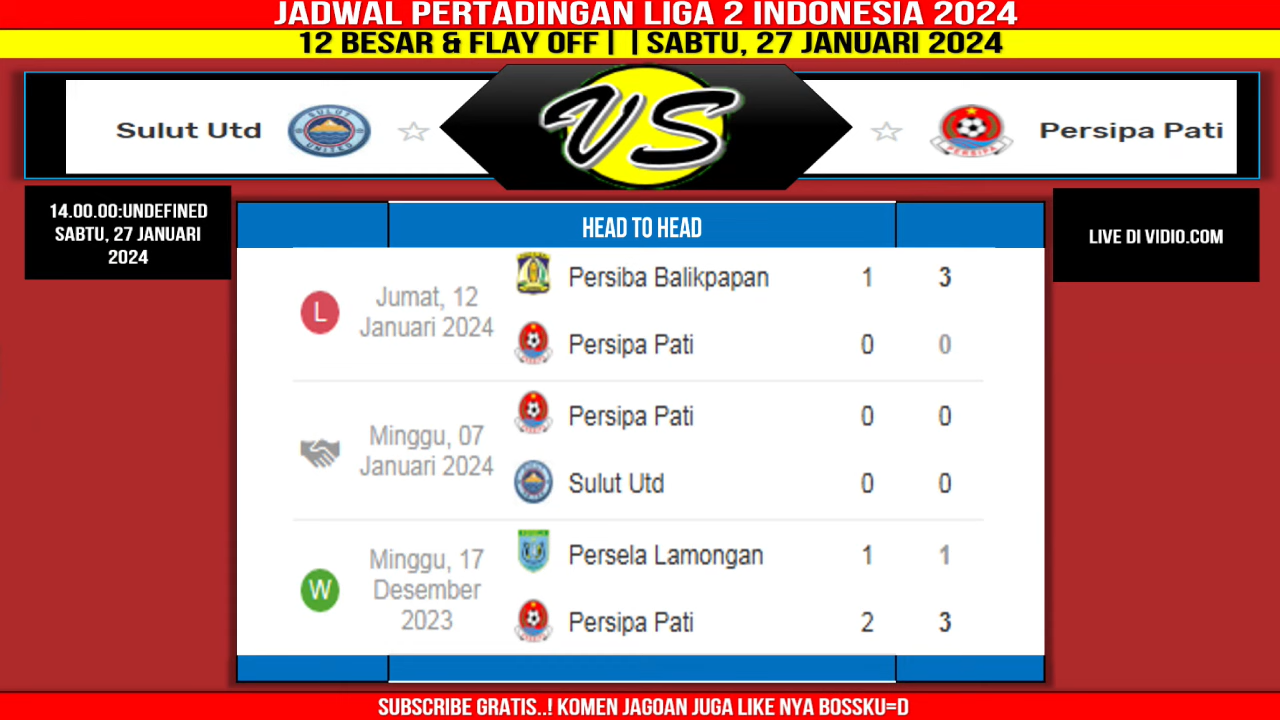 JADWAL PERTADINGAN LIGA 2 INDONESIA 2024
12 BESAR & FLAY OFF | | SABTU, 27 JANUARI 2024
Sulut Utd
SULUT
UNITED
VS
PERSIPA
Persipa Pati
14.00.00:UNDEFINED
SABTU, 27 JANUARI
2024
HEAD TO HEAD
LIVE DI VIDIO.COM
L
Jumat, 12
Januari 2024
Persiba Balikpapan 1 3
Persipa Pati 0 0
Minggu, 07
Januari 2024
Persipa Pati 0 0
Sulut Utd 0 0
W
Minggu, 17
Desember
2023
Persela Lamongan 1 1
Persipa Pati 2 3
SUBSCRIBE GRATIS..! KOMEN JAGOAN JUGA LIKE NYA BOSSKU=D